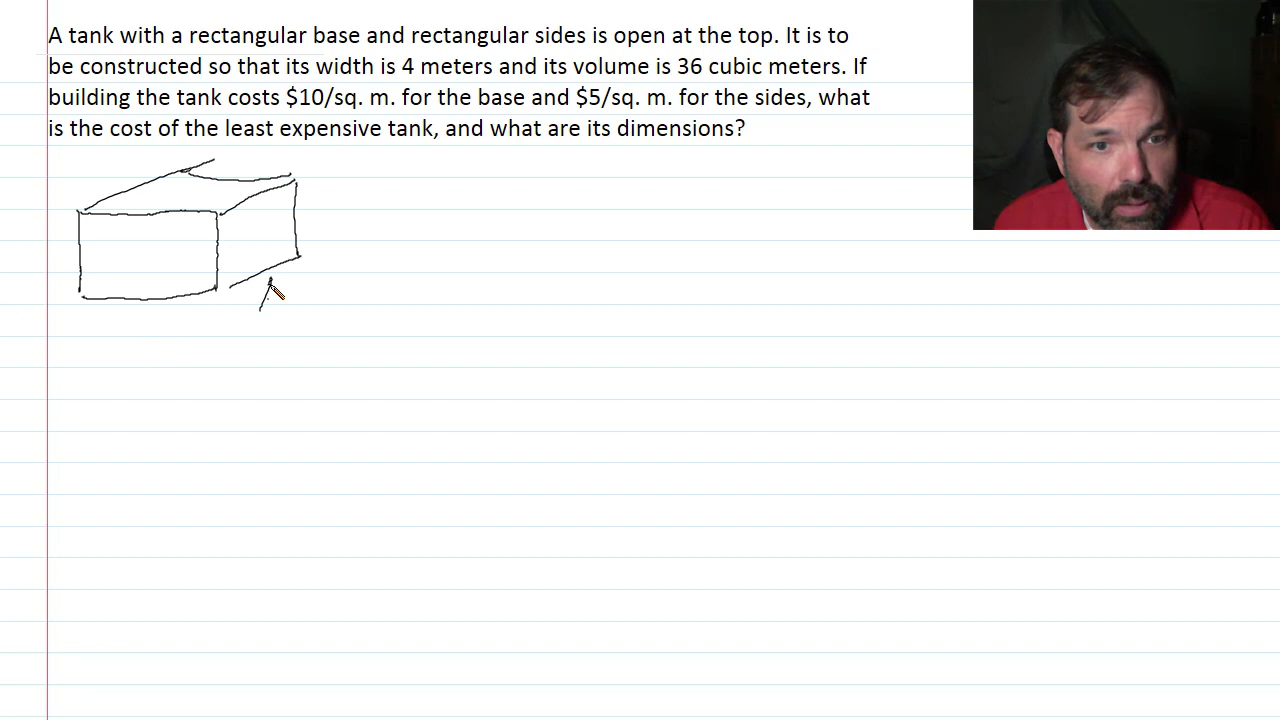 A tank with a rectangular base and rectangular sides is open at the top. It is to
be constructed so that its width is 4 meters and its volume is 36 cubic meters. If
building the tank costs $10/sq. m. for the base and $5/sq. m. for the sides, what
is the cost of the least expensive tank, and what are its dimensions?